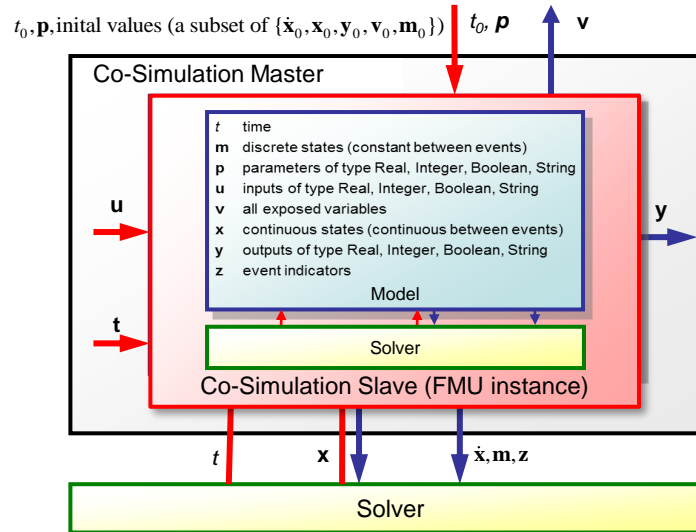 t₀, p, inital values (a subset of {ẋ₀, x₀, y₀, v₀, m₀})
t₀, p
v
Co-Simulation Master
t time
m discrete states (constant between events)
p parameters of type Real, Integer, Boolean, String
u inputs of type Real, Integer, Boolean, String
v all exposed variables
x continuous states (continuous between events)
y outputs of type Real, Integer, Boolean, String
z event indicators
Model
u
y
t
Solver
Co-Simulation Slave (FMU instance)
t
x
ẋ, m, z
Solver